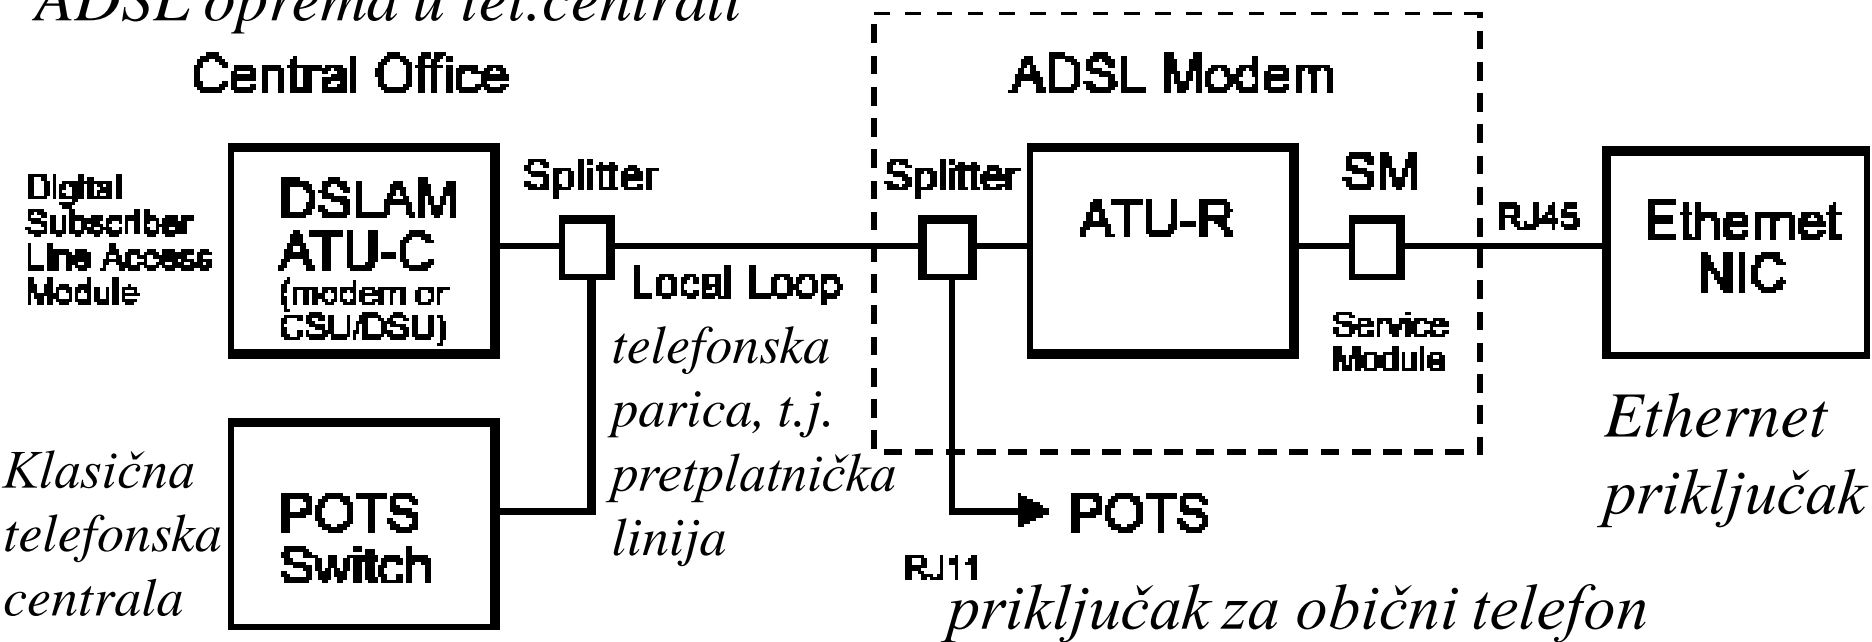 ADSL oprema u tel.centrali
Central Office
ADSL Modem
Digital
Subscriber
Line Access
Module
DSLAM
ATU-C
(modem or
CSU/DSU)
Splitter
Local Loop
telefonska
parica, t.j.
pretplatnička
linija
Splitter
ATU-R
SM
Service
Module
RJ45
Ethernet
NIC
Ethernet
priključak
Klasična
telefonska
centrala
POTS
Switch
POTS
RJ11
priključak za obični telefon